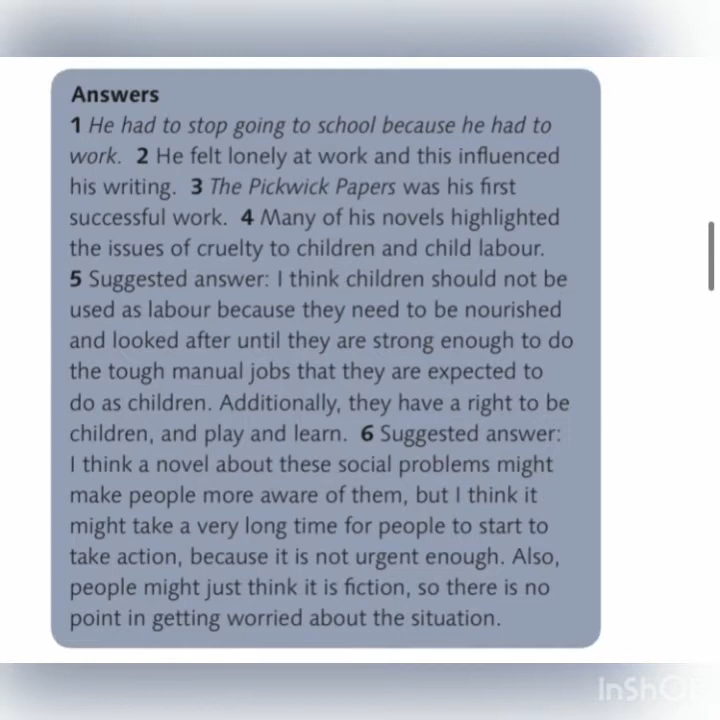 Answers
1 He had to stop going to school because he had to
work. 2 He felt lonely at work and this influenced
his writing. 3 The Pickwick Papers was his first
successful work. 4 Many of his novels highlighted
the issues of cruelty to children and child labour.
5 Suggested answer: I think children should not be
used as labour because they need to be nourished
and looked after until they are strong enough to do
the tough manual jobs that they are expected to
do as children. Additionally, they have a right to be
children, and play and learn. 6 Suggested answer:
I think a novel about these social problems might
make people more aware of them, but I think it
might take a very long time for people to start to
take action, because it is not urgent enough. Also,
people might just think it is fiction, so there is no
point in getting worried about the situation.